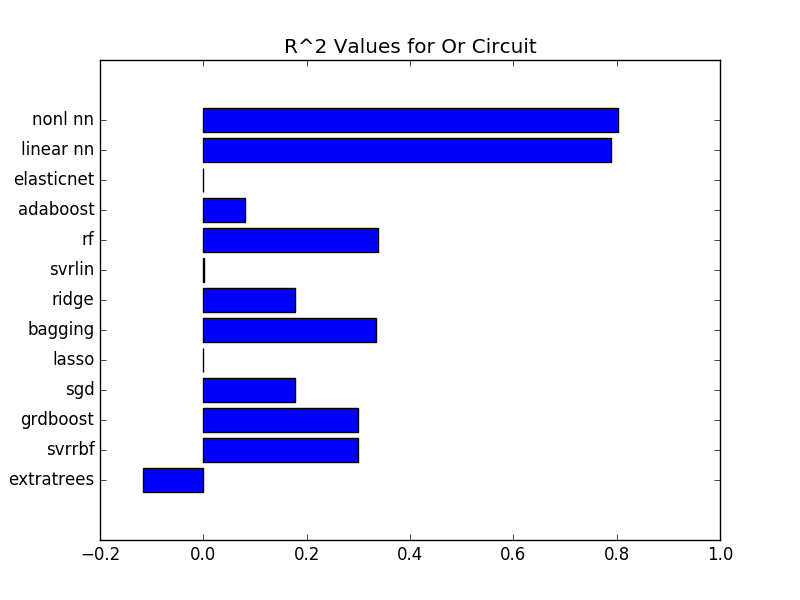 R^2 Values for Or Circuit
nonl nn
linear nn
elasticnet
adaboost
rf
svrlin
ridge
bagging
lasso
sgd
grdboost
svrrbf
extratrees
−0.2 0.0 0.2 0.4 0.6 0.8 1.0